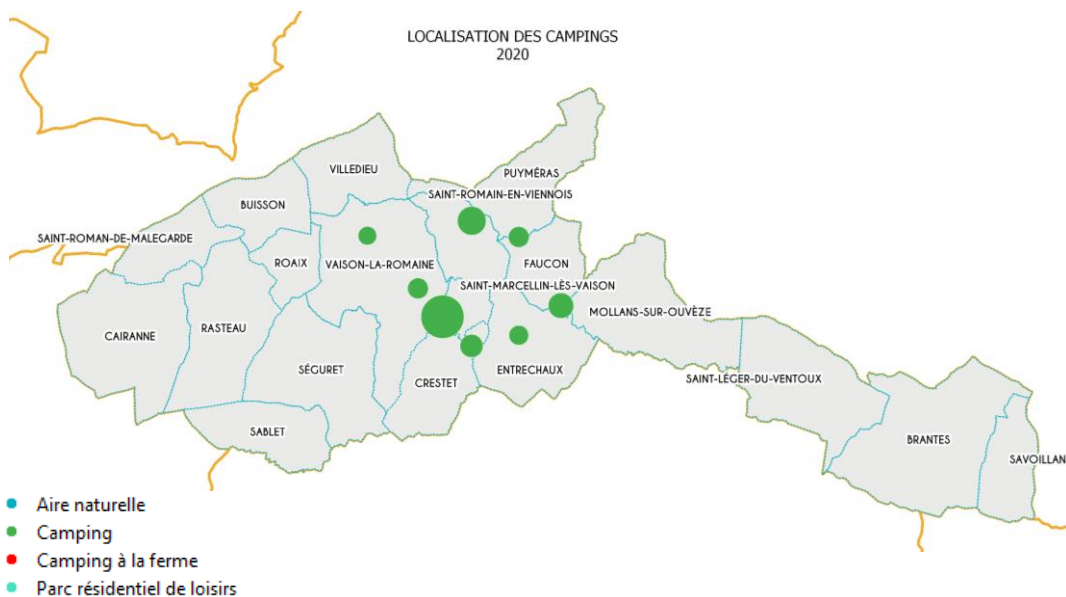 LOCALISATION DES CAMPINGS
2020
VILLEDIEU
PUYMÉRAS
SAINT-ROMAIN-EN-VIENNOIS
BUISSON
SAINT-ROMAN-DE-MALEGARDE
ROAIX
VAISON-LA-ROMAINE
FAUCON
SAINT-MARCELLIN-LÈS-VAISON
MOLLANS-SUR-OUVÈZE
CAIRANNE
RASTEAU
SÉGURET
CRESTET
ENTRECHAUX
SAINT-LÉGER-DU-VENTOUX
SABLET
BRANTES
SAVOILLAN
Aire naturelle
Camping
Camping à la ferme
Parc résidentiel de loisirs